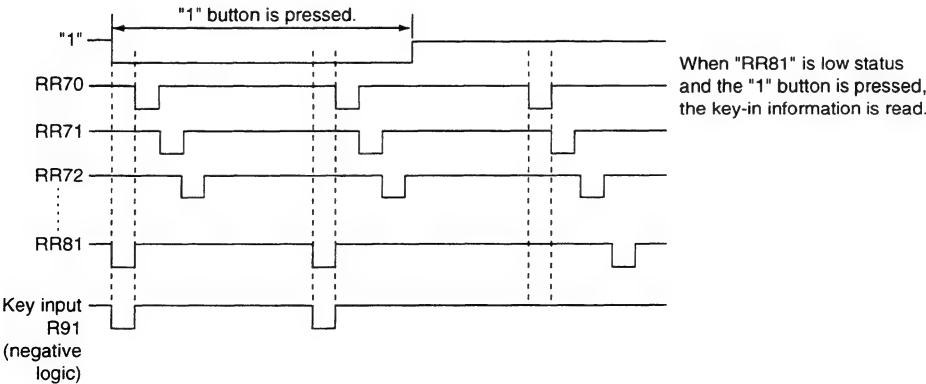 "1" button is pressed.
"1"
When "RR81" is low status
and the "1" button is pressed,
the key-in information is read.
RR70
RR71
RR72
RR81
Key input
R91
(negative
logic)